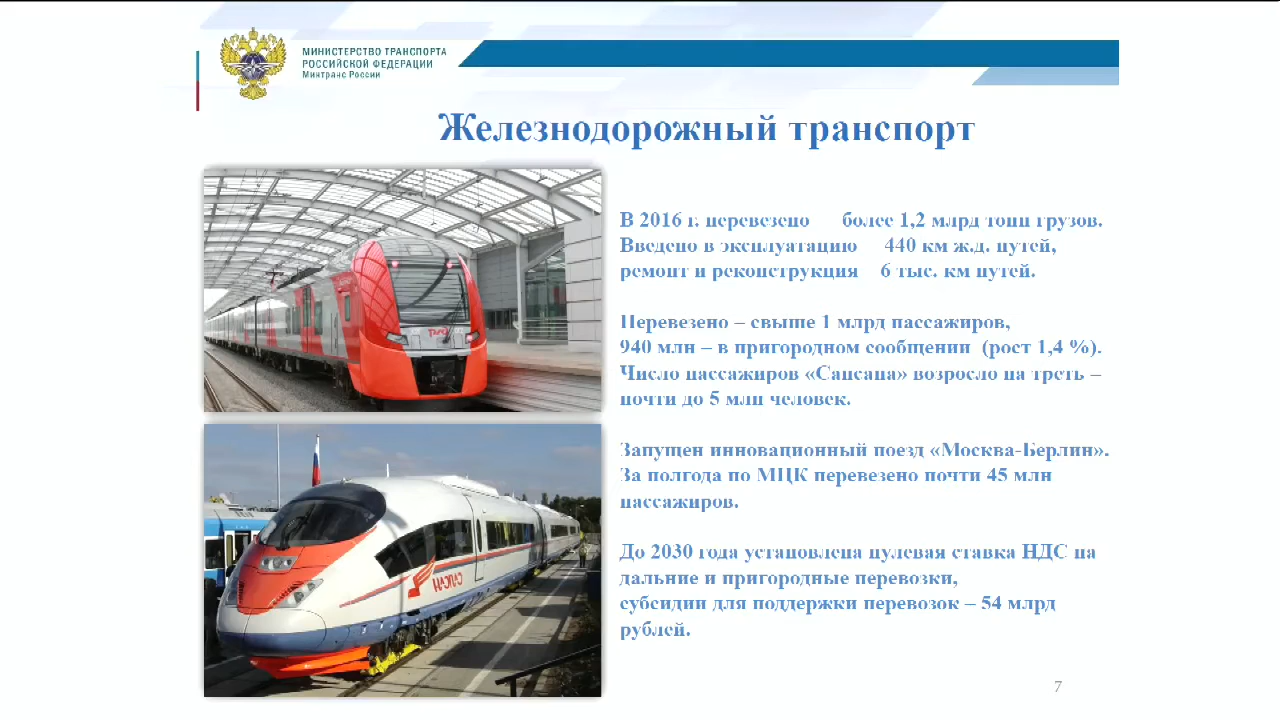 МИНИСТЕРСТВО ТРАНСПОРТА
РОССИЙСКОЙ ФЕДЕРАЦИИ
Минтранс России
Железнодорожный транспорт
В 2016 г. перевезено более 1,2 млрд тонн грузов.
Введено в эксплуатацию 440 км ж.д. путей,
ремонт и реконструкция 6 тыс. км путей.
Перевезено – свыше 1 млрд пассажиров,
940 млн – в пригородном сообщении (рост 1,4 %).
Число пассажиров «Сапсана» возросло на треть –
почти до 5 млн человек.
Запущен инновационный поезд «Москва-Берлин».
За полгода по МЦК перевезено почти 45 млн
пассажиров.
До 2030 года установлена нулевая ставка НДС на
дальние и пригородные перевозки,
субсидии для поддержки перевозок – 54 млрд
рублей.
7